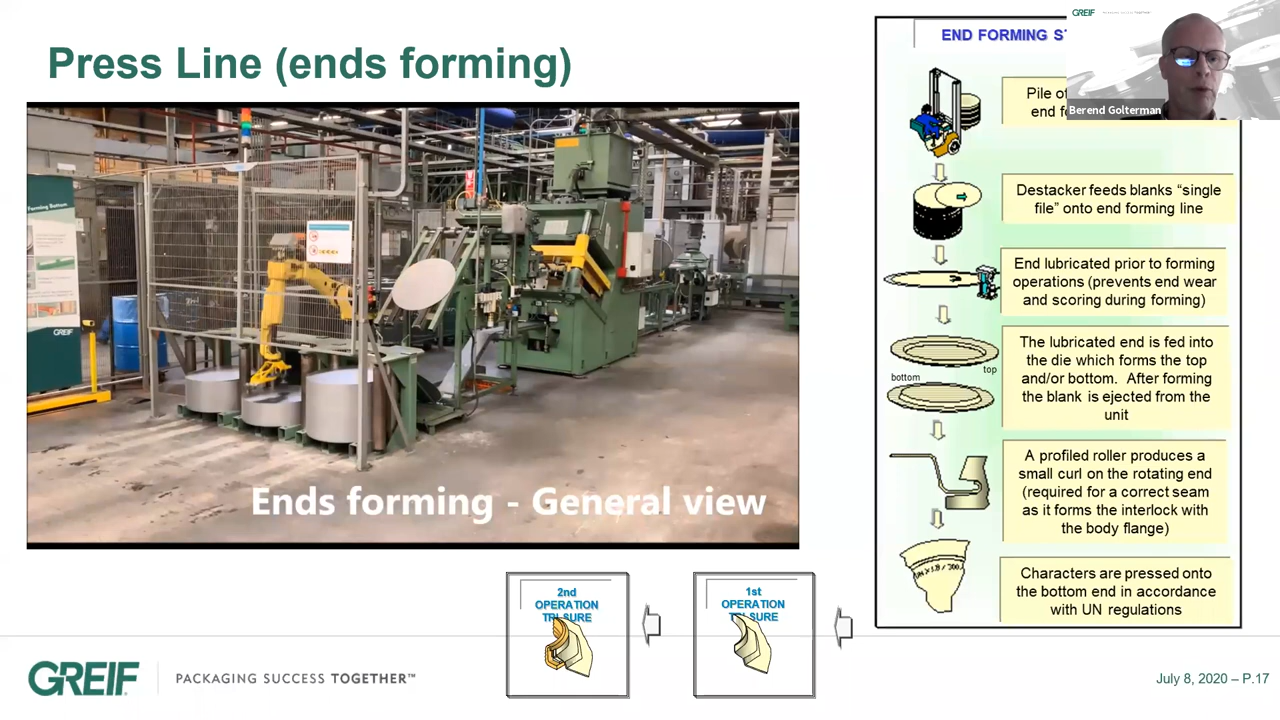 Press Line (ends forming)
Forming Bottom
GREIF
Ends forming - General view
END FORMING
GREIF
Berend Golterman
Pile of
end
Destacker feeds blanks “single
file” onto end forming line
End lubricated prior to forming
operations (prevents end wear
and scoring during forming)
top
bottom
The lubricated end is fed into
the die which forms the top
and/or bottom. After forming
the blank is ejected from the
unit
A profiled roller produces a
small curl on the rotating end
(required for a correct seam
as it forms the interlock with
the body flange)
Characters are pressed onto
the bottom end in accordance
with UN regulations
2nd
OPERATION
TRI SURE
1st
OPERATION
TRI SURE
GREIF
PACKAGING SUCCESS TOGETHER™
July 8, 2020 – P.17